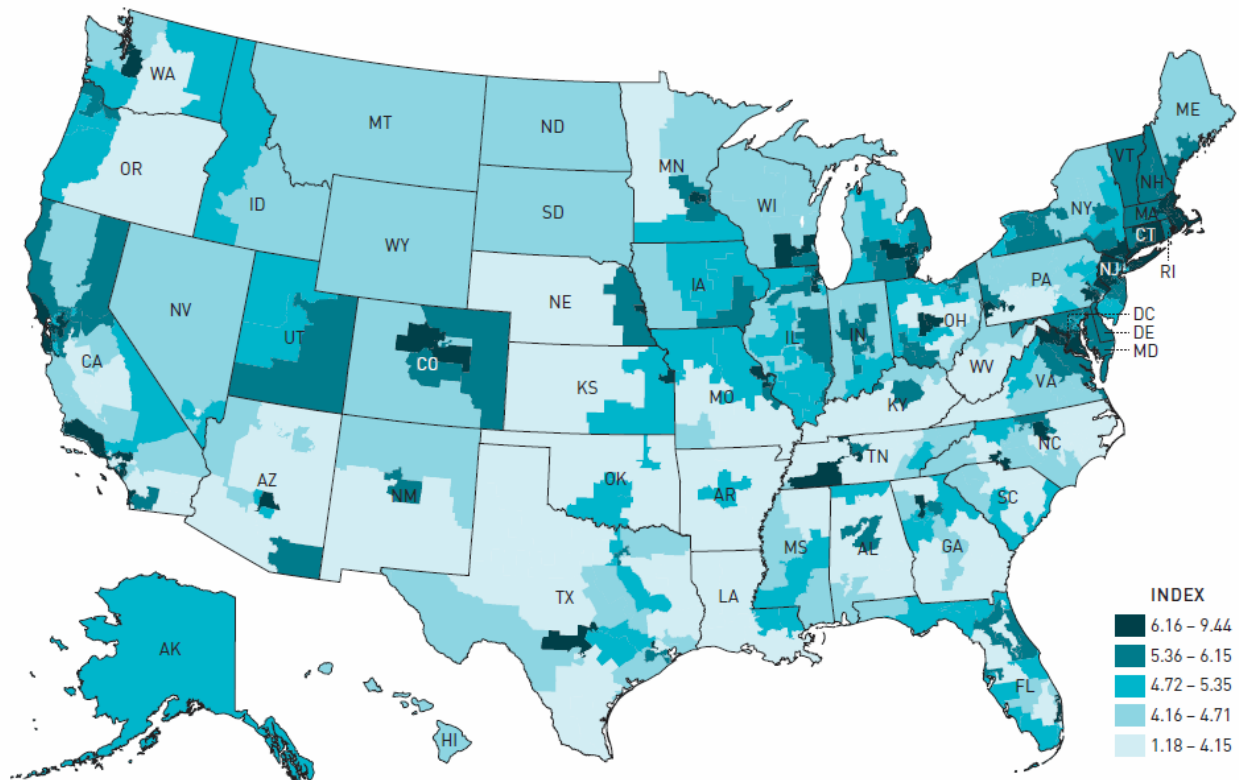 WA
MT
ND
MN
ME
OR
ID
SD
WI
VT
NH
NY
MA
CT
RI
WY
IA
NE
PA
NJ
NV
UT
CO
IL
IN
OH
DC
DE
MD
CA
KS
MO
WV
VA
KY
AZ
NM
OK
AR
TN
NC
SC
MS
AL
GA
TX
LA
FL
AK
HI
INDEX
6.16 – 9.44
5.36 – 6.15
4.72 – 5.35
4.16 – 4.71
1.18 – 4.15